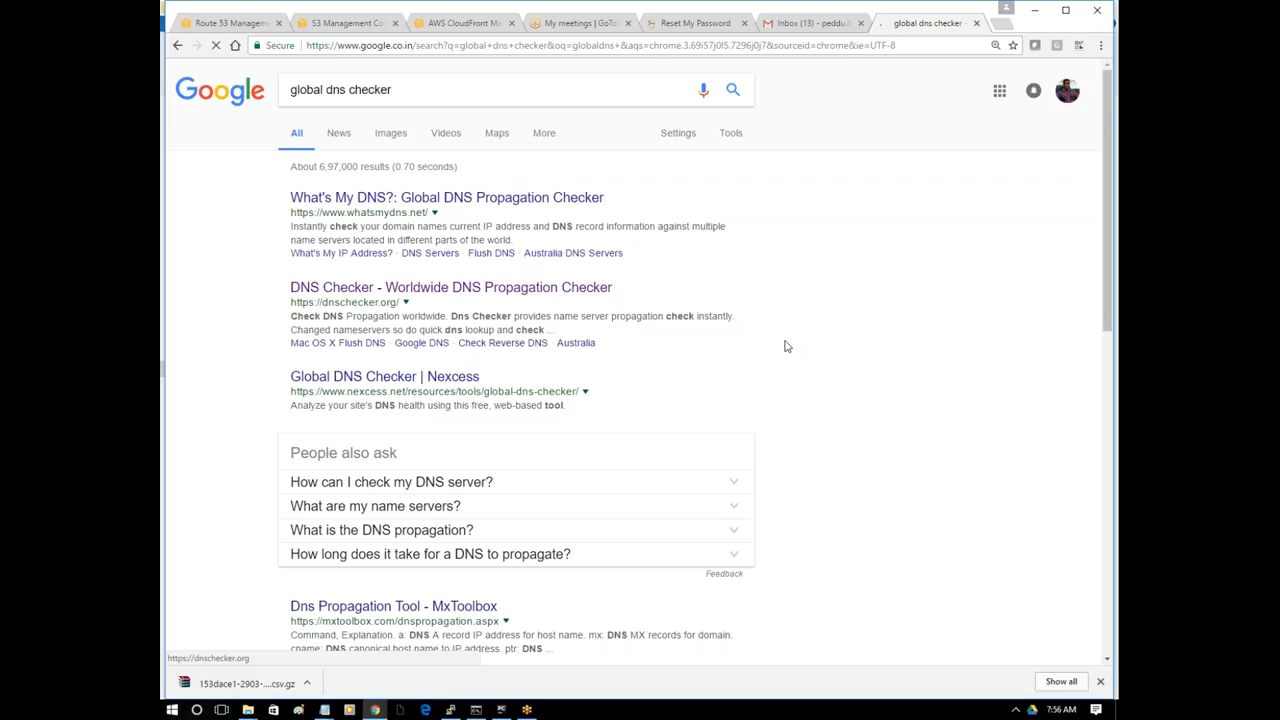 Route 53 Manageme
53 Management Co
AWS CloudFront Ma
My meetings | GoTo
Reset My Password
Inbox (13) - peddu
global dns checker -
Secure
https://www.google.co.in/search?q=global+dns+checker&oq=globaldns+&aqs=chrome.3.69i57j0l5.7296j0j7&sourceid=chrome&ie=UTF-8
Google
global dns checker
All
News
Images
Videos
Maps
More
Settings
Tools
About 6,97,000 results (0.70 seconds)
What's My DNS?: Global DNS Propagation Checker
https://www.whatsmydns.net/
Instantly check your domain names current IP address and DNS record information against multiple
name servers located in different parts of the world.
What's My IP Address? · DNS Servers · Flush DNS · Australia DNS Servers
DNS Checker - Worldwide DNS Propagation Checker
https://dnschecker.org/
Check DNS Propagation worldwide. Dns Checker provides name server propagation check instantly.
Changed nameservers so do quick dns lookup and check ...
Mac OS X Flush DNS · Google DNS · Check Reverse DNS · Australia
Global DNS Checker | Nexcess
https://www.nexcess.net/resources/tools/global-dns-checker/
Analyze your site's DNS health using this free, web-based tool.
People also ask
How can I check my DNS server?
What are my name servers?
What is the DNS propagation?
How long does it take for a DNS to propagate?
Feedback
Dns Propagation Tool - MxToolbox
https://mxtoolbox.com/dnspropagation.aspx
Command, Explanation. a: DNS A record IP address for host name. mx: DNS MX records for domain.
cname: DNS canonical host name to IP address. ptr: DNS ...
https://dnschecker.org
153dace1-2903-....csv.gz
Show all
7:56 AM